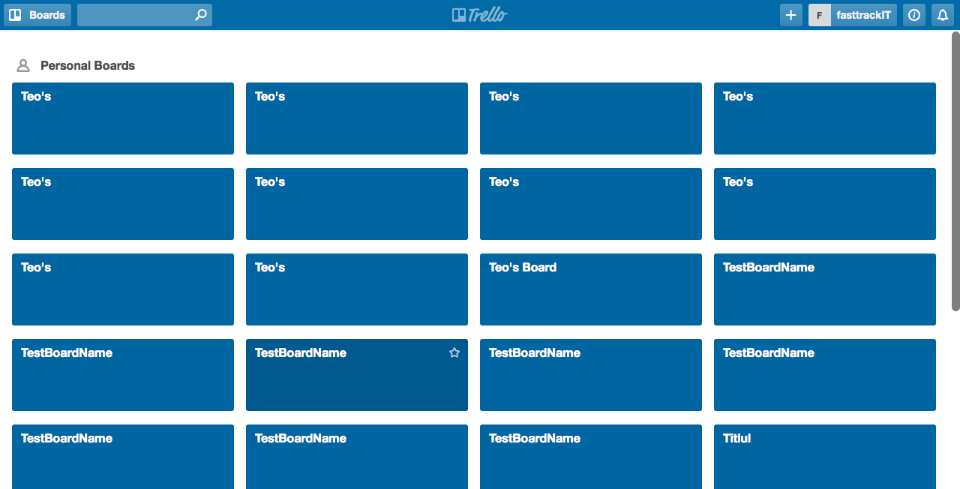 Boards
Trello
F fasttrackIT
Personal Boards
Teo's Teo's Teo's Teo's
Teo's Teo's Teo's Teo's
Teo's Teo's Teo's Board TestBoardName
TestBoardName TestBoardName TestBoardName TestBoardName
TestBoardName TestBoardName TestBoardName Titlul